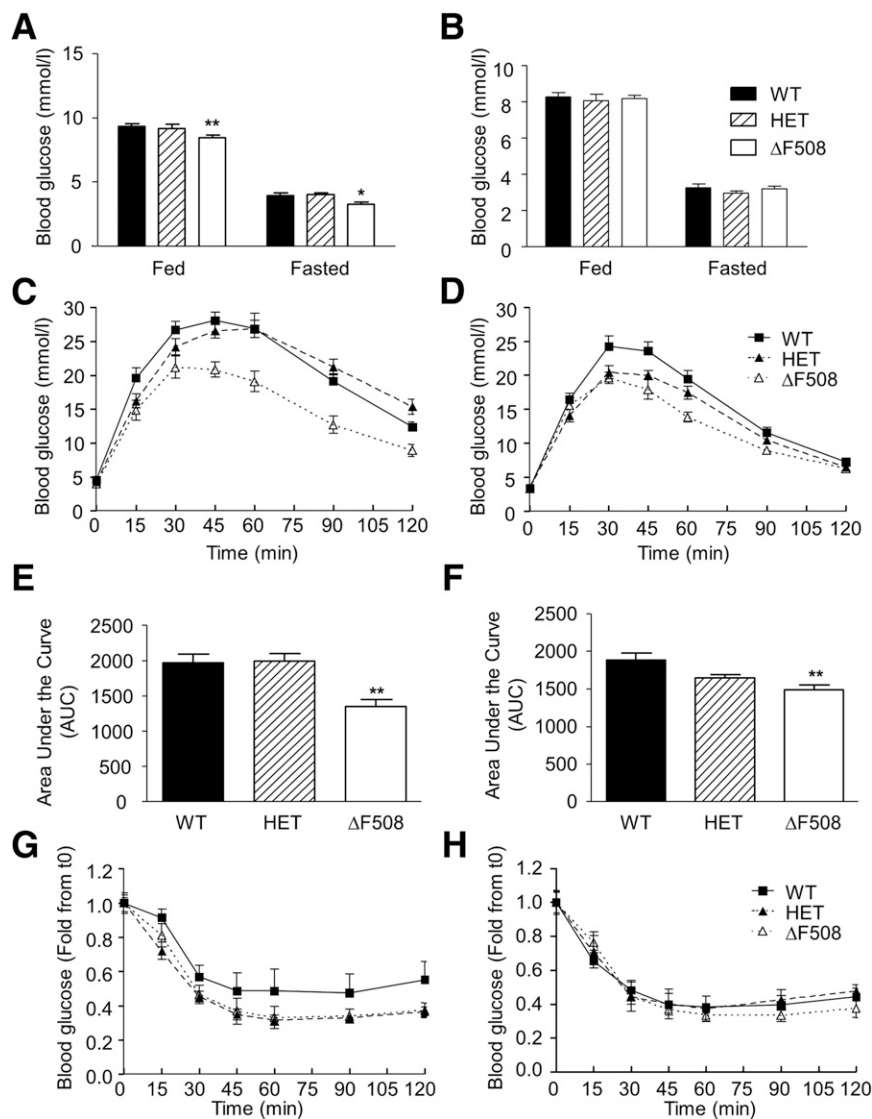 A
Blood glucose (mmol/l)
15
10
5
0
**
*
Fed
Fasted
B
Blood glucose (mmol/l)
10
8
6
4
2
0
WT
HET
ΔF508
Fed
Fasted
C
Blood glucose (mmol/l)
30
25
20
15
10
5
0
0 15 30 45 60 75 90 105 120
Time (min)
D
Blood glucose (mmol/l)
30
25
20
15
10
5
0
WT
HET
ΔF508
0 15 30 45 60 75 90 105 120
Time (min)
E
Area Under the Curve
(AUC)
2500
2000
1500
1000
500
0
**
WT HET ΔF508
F
Area Under the Curve
(AUC)
2500
2000
1500
1000
500
0
**
WT HET ΔF508
G
Blood glucose (Fold from t0)
1.2
1.0
0.8
0.6
0.4
0.2
0.0
0 15 30 45 60 75 90 105 120
Time (min)
H
Blood glucose (Fold from t0)
1.2
1.0
0.8
0.6
0.4
0.2
0.0
WT
HET
ΔF508
0 15 30 45 60 75 90 105 120
Time (min)